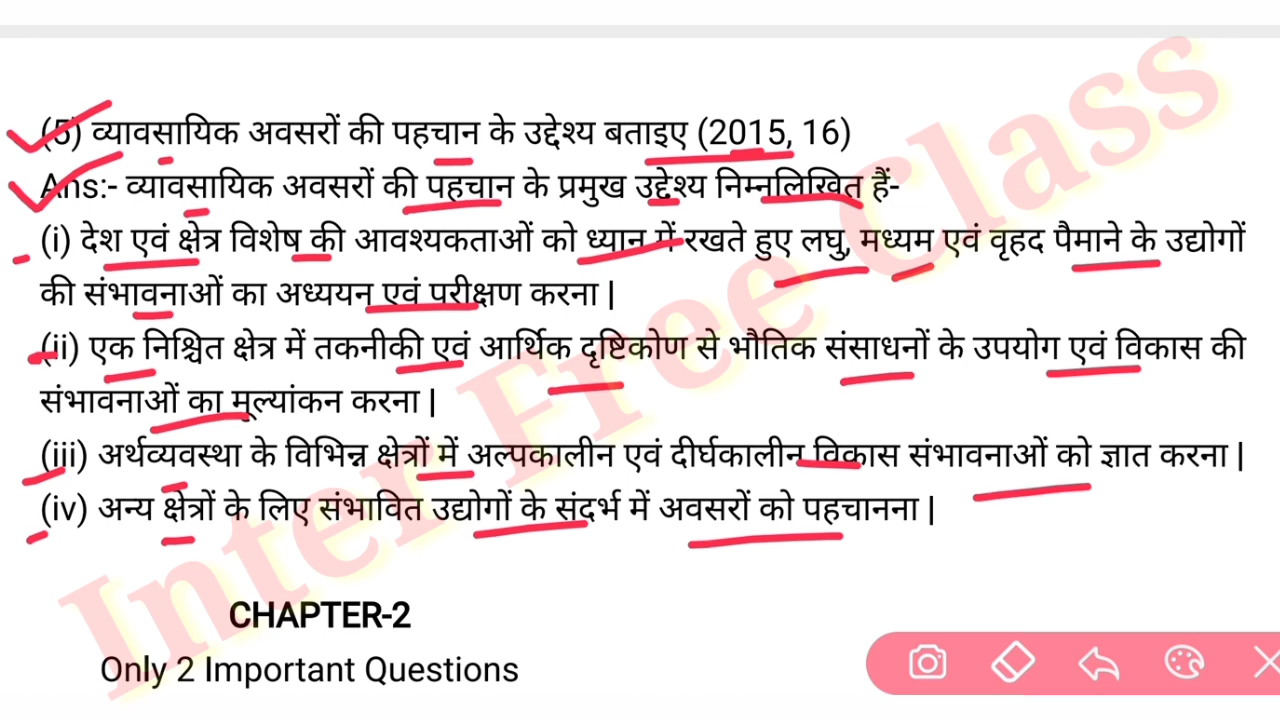 (5) व्यावसायिक अवसरों की पहचान के उद्देश्य बताइए (2015, 16)
Ans:- व्यावसायिक अवसरों की पहचान के प्रमुख उद्देश्य निम्नलिखित हैं-
(i) देश एवं क्षेत्र विशेष की आवश्यकताओं को ध्यान में रखते हुए लघु, मध्यम एवं वृहद पैमाने के उद्योगों
की संभावनाओं का अध्ययन एवं परीक्षण करना |
(ii) एक निश्चित क्षेत्र में तकनीकी एवं आर्थिक दृष्टिकोण से भौतिक संसाधनों के उपयोग एवं विकास की
संभावनाओं का मूल्यांकन करना |
(iii) अर्थव्यवस्था के विभिन्न क्षेत्रों में अल्पकालीन एवं दीर्घकालीन विकास संभावनाओं को ज्ञात करना |
(iv) अन्य क्षेत्रों के लिए संभावित उद्योगों के संदर्भ में अवसरों को पहचानना |
CHAPTER-2
Only 2 Important Questions
Inter Free Class